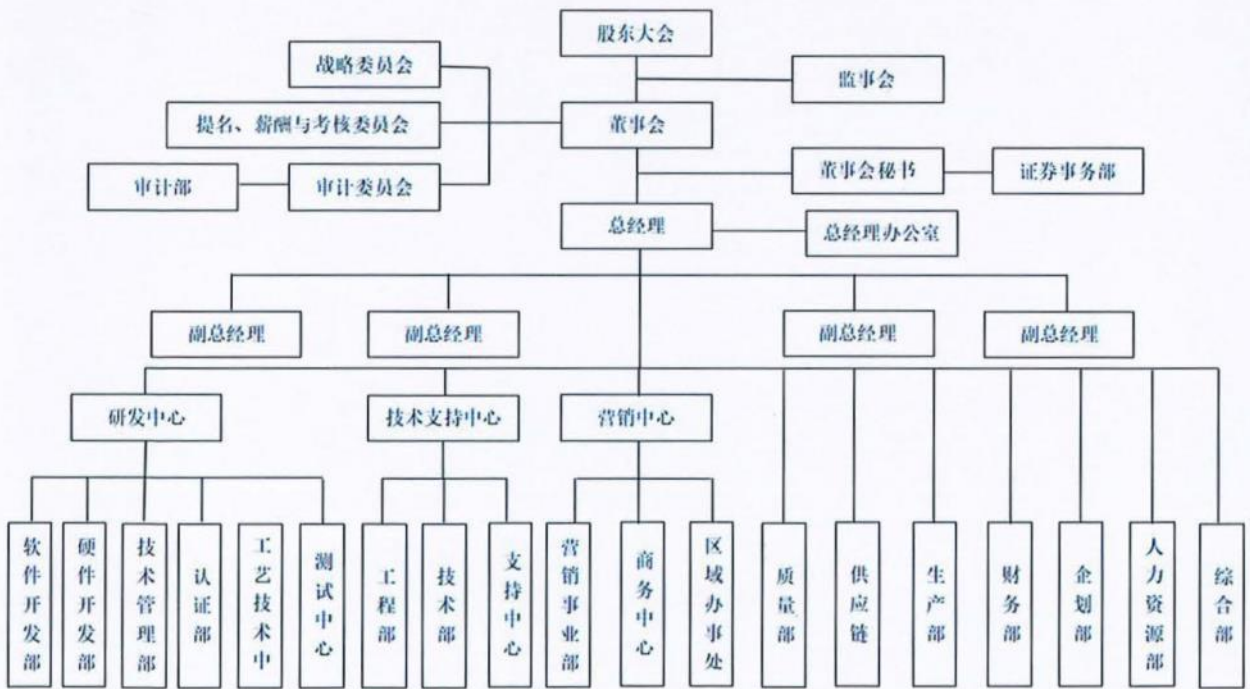 股东大会
战略委员会
监事会
提名、薪酬与考核委员会
董事会
审计部
审计委员会
董事会秘书
证券事务部
总经理
总经理办公室
副总经理
副总经理
副总经理
副总经理
研发中心
技术支持中心
营销中心
软件开发部
硬件开发部
技术管理部
认证部
工艺技术中
测试中心
工程部
技术部
支持中心
营销事业部
商务中心
区域办事处
质量部
供应链
生产部
财务部
企划部
人力资源部
综合部